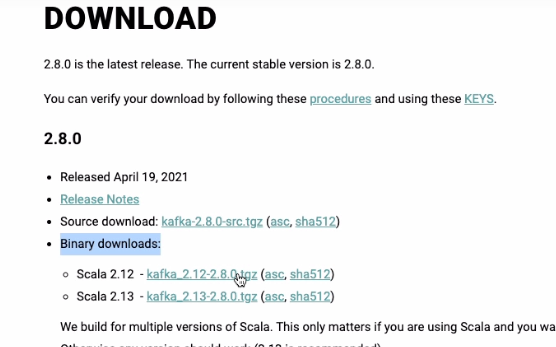 DOWNLOAD
2.8.0 is the latest release. The current stable version is 2.8.0.
You can verify your download by following these procedures and using these KEYS.
2.8.0
Released April 19, 2021
Release Notes
Source download: kafka-2.8.0-src.tgz (asc, sha512)
Binary downloads:
Scala 2.12 - kafka_2.12-2.8.0.tgz (asc, sha512)
Scala 2.13 - kafka_2.13-2.8.0.tgz (asc, sha512)
We build for multiple versions of Scala. This only matters if you are using Scala and you wa